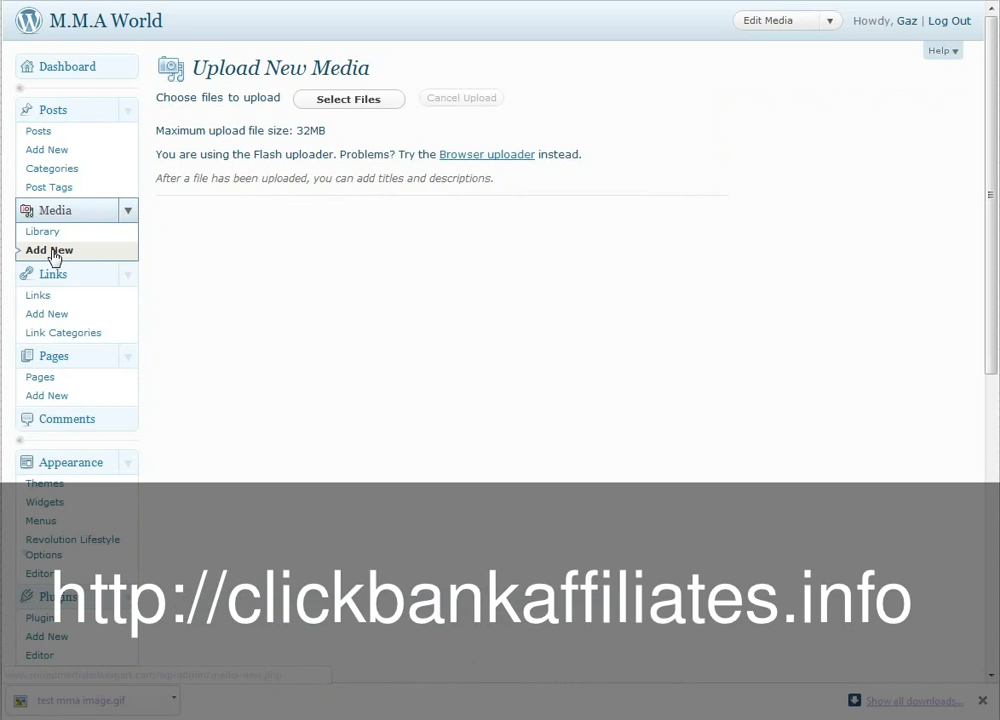 M.M.A World
Edit Media
Howdy, Gaz | Log Out
Help
Dashboard
Posts
Posts
Add New
Categories
Post Tags
Media
Library
Add New
Links
Links
Add New
Link Categories
Pages
Pages
Add New
Comments
Appearance
Themes
Widgets
Menus
Revolution Lifestyle
Options
Editor
Plugins
Plugin
Add New
Editor
Upload New Media
Choose files to upload
Select Files
Cancel Upload
Maximum upload file size: 32MB
You are using the Flash uploader. Problems? Try the Browser uploader instead.
After a file has been uploaded, you can add titles and descriptions.
http://clickbankaffiliates.info
test mma image.gif
Show all downloads...